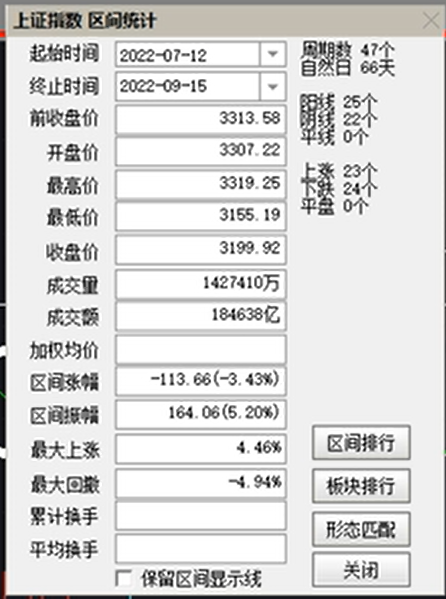 上证指数 区间统计
起始时间 2022-07-12
终止时间 2022-09-15
前收盘价 3313.58
开盘价 3307.22
最高价 3319.25
最低价 3155.19
收盘价 3199.92
成交量 1427410万
成交额 184638亿
加权均价
区间涨幅 -113.66(-3.43%)
区间振幅 164.06(5.20%)
最大上涨 4.46%
最大回撤 -4.94%
累计换手
平均换手
保留区间显示线
周期数 47个
自然日 66天
阳线 25个
阴线 22个
平线 0个
上涨 23个
下跌 24个
平盘 0个
区间排行
板块排行
形态匹配
关闭